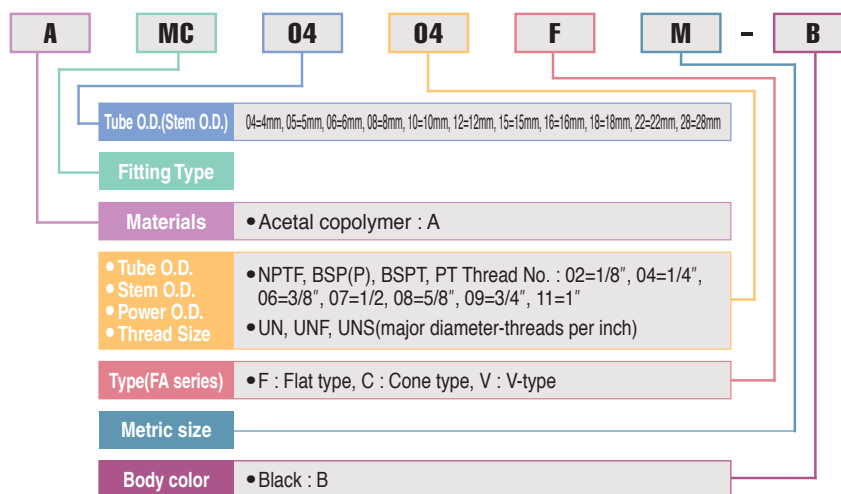 A MC 04 04 F M - B
Tube O.D.(Stem O.D.) 04=4mm, 05=5mm, 06=6mm, 08=8mm, 10=10mm, 12=12mm, 15=15mm, 16=16mm, 18=18mm, 22=22mm, 28=28mm
Fitting Type
Materials •Acetal copolymer : A
•Tube O.D.
•Stem O.D.
•Power O.D.
•Thread Size
•NPTF, BSP(P), BSPT, PT Thread No. : 02=1/8″, 04=1/4″,
06=3/8″, 07=1/2, 08=5/8″, 09=3/4″, 11=1″
•UN, UNF, UNS(major diameter-threads per inch)
Type(FA series) •F : Flat type, C : Cone type, V : V-type
Metric size
Body color •Black : B